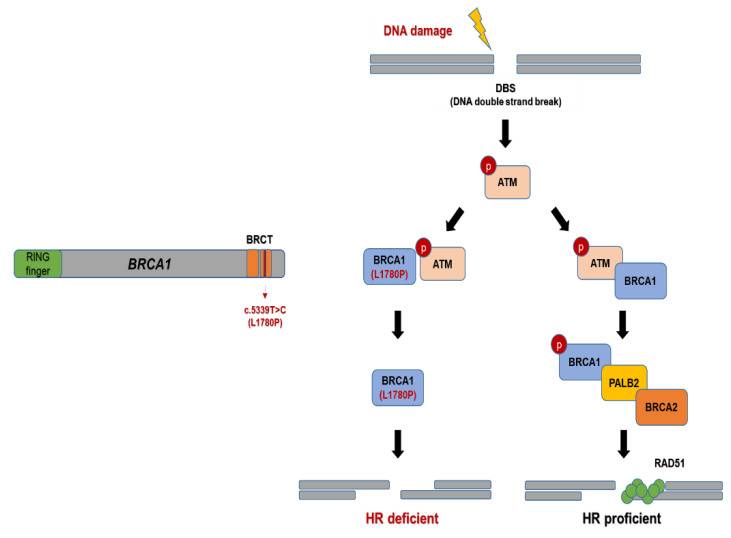 DNA damage
DBS
(DNA double strand break)
p
ATM
RING
finger
BRCA1
BRCT
c.5339T>C
(L1780P)
BRCA1
(L1780P)
p
ATM
p
ATM
BRCA1
BRCA1
(L1780P)
p
BRCA1
PALB2
BRCA2
RAD51
HR deficient
HR proficient